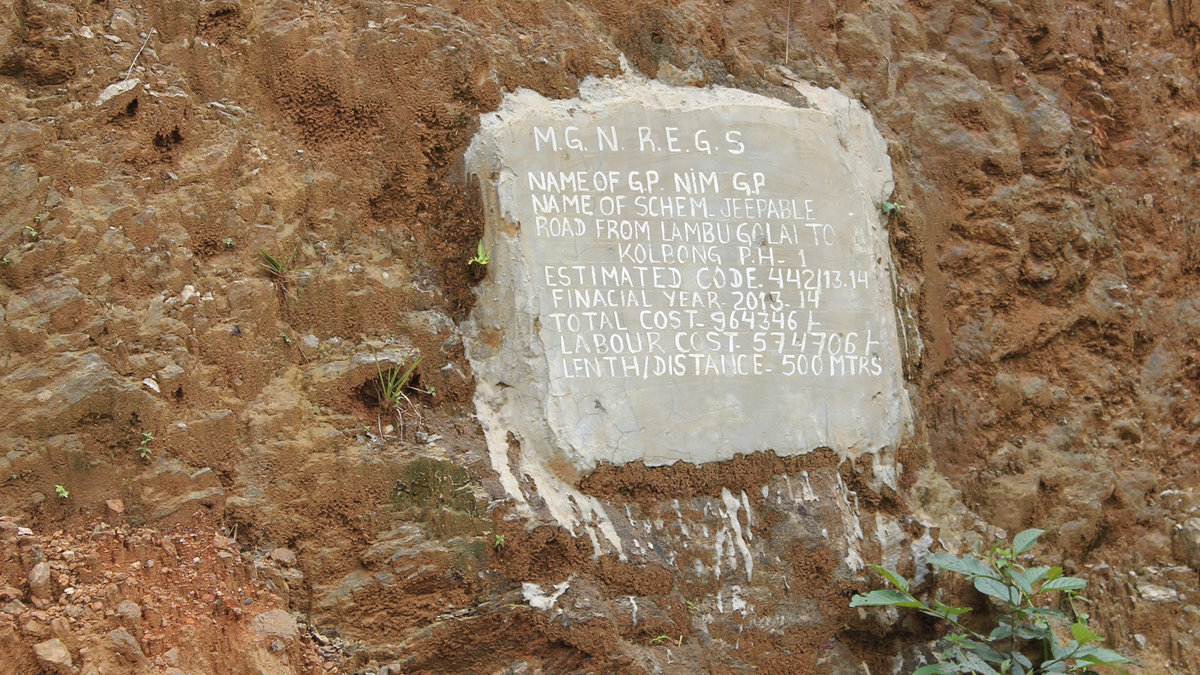 M.G. N. R.E.G.S
NAME OF G.P. NIM G.P
NAME OF SCHEM- JEEPABLE
ROAD FROM LAMBU GOLAI TO
KOLBONG P.H- 1
ESTIMATED CODE. 442/13.14
FINACIAL YEAR- 2013-14
TOTAL COST- 964346/-
LABOUR COST. 574706/-
LENTH/DISTANCE- 500 MTRS